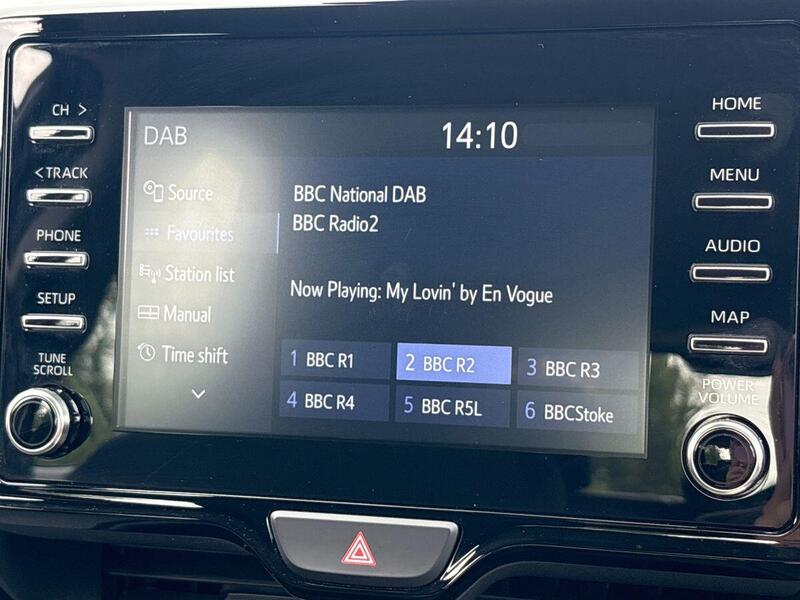 CH >
< TRACK
PHONE
SETUP
TUNE
SCROLL
DAB
14:10
Source
Favourites
Station list
Manual
Time shift
BBC National DAB
BBC Radio2
Now Playing: My Lovin' by En Vogue
1 BBC R1
2 BBC R2
3 BBC R3
4 BBC R4
5 BBC R5L
6 BBCStoke
HOME
MENU
AUDIO
MAP
POWER
VOLUME